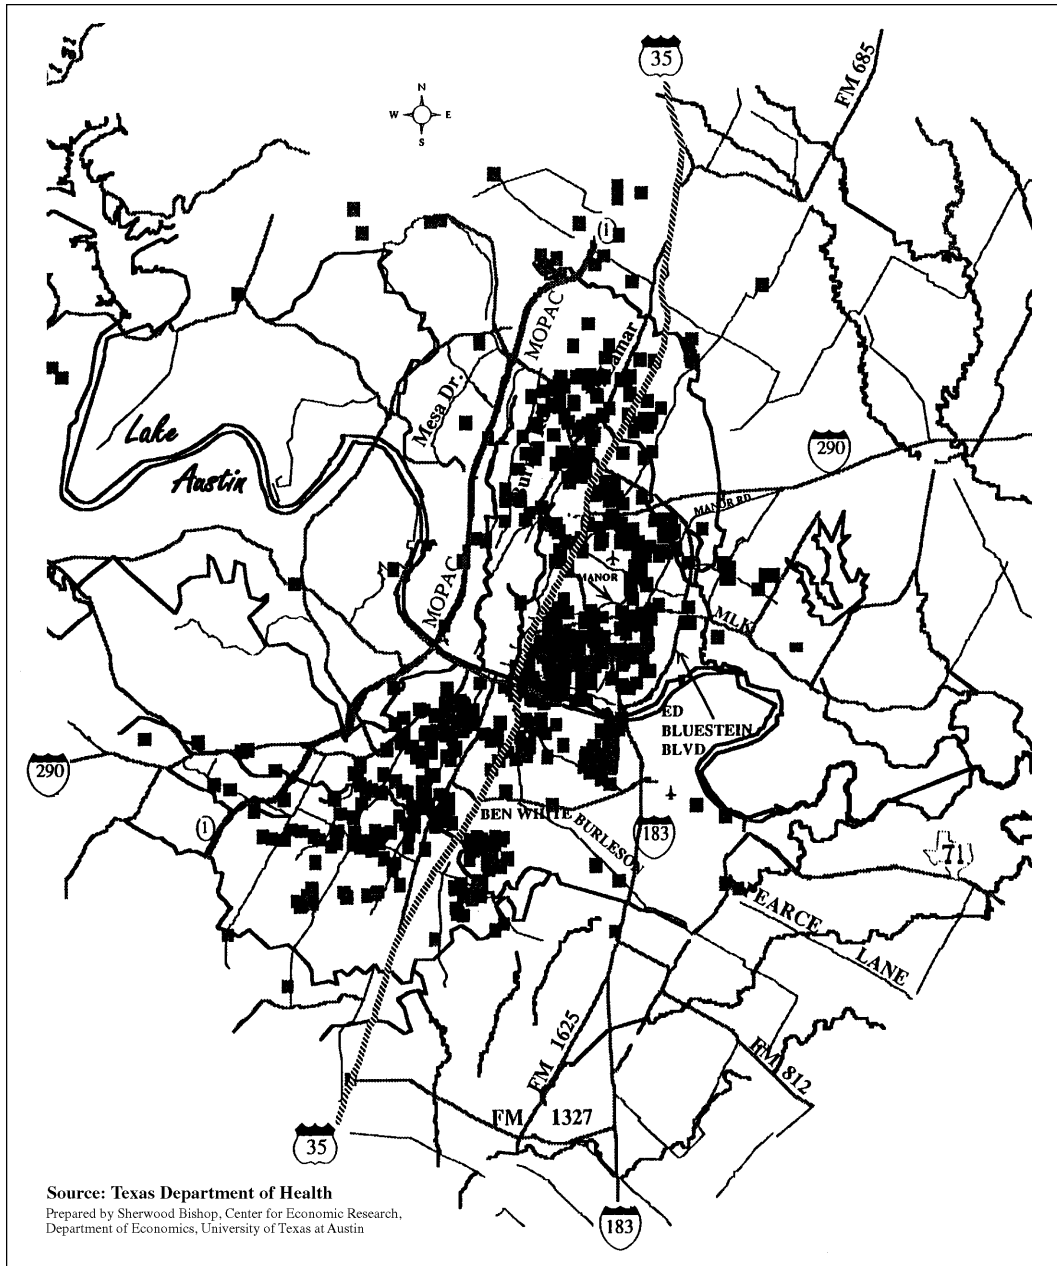 35
FM 685
N
W E
S
1
MOPAC
Mesa Dr.
Lake
Austin
290
MANOR RD
MANOR
MOPAC
MLK
ED
BLUESTEIN
BLVD
290
BEN WHITE
BURLESON
183
1
71
PEARCE
LANE
FM 1625
FM 812
FM 1327
35
183
Source: Texas Department of Health
Prepared by Sherwood Bishop, Center for Economic Research,
Department of Economics, University of Texas at Austin